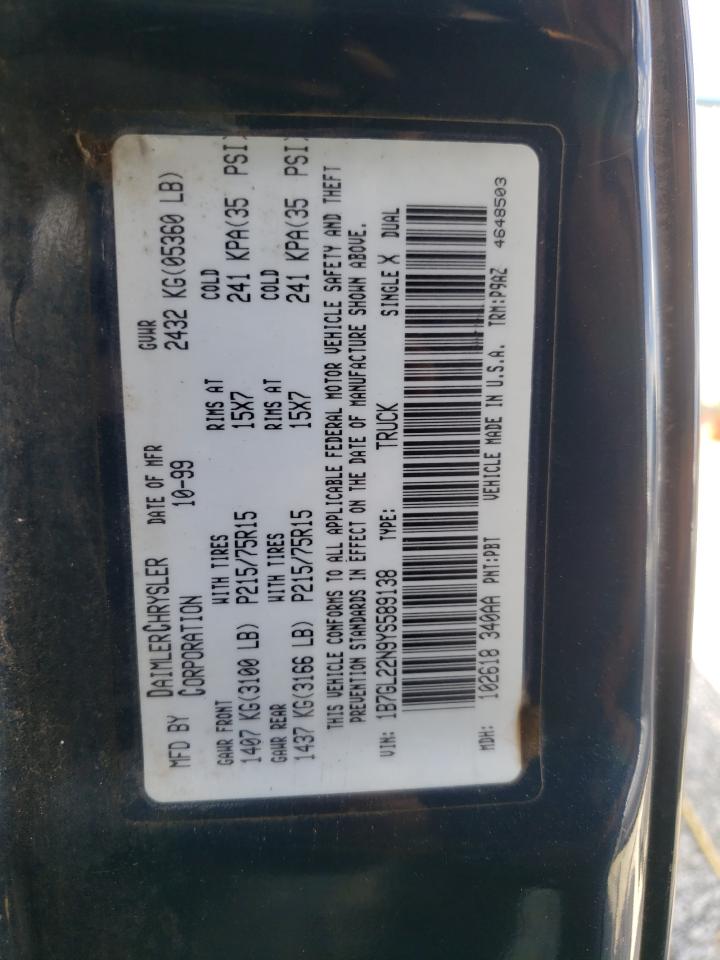 MFD BY DAIMLERCHRYSLER CORPORATION DATE OF MFR 10-99 GVWR 2432 KG(05360 LB)
GAWR FRONT WITH TIRES RIMS AT COLD
1407 KG(3100 LB) P215/75R15 15X7 241 KPA(35 PSI)
GAWR REAR WITH TIRES RIMS AT COLD
1437 KG(3166 LB) P215/75R15 15X7 241 KPA(35 PSI)
THIS VEHICLE CONFORMS TO ALL APPLICABLE FEDERAL MOTOR VEHICLE SAFETY AND THEFT
PREVENTION STANDARDS IN EFFECT ON THE DATE OF MANUFACTURE SHOWN ABOVE.
VIN: 1B7GL22N9YS589138 TYPE: TRUCK SINGLE X DUAL
MDH: 102618 340AA PNT:PBT VEHICLE MADE IN U.S.A. TRM:P9AZ 4648503